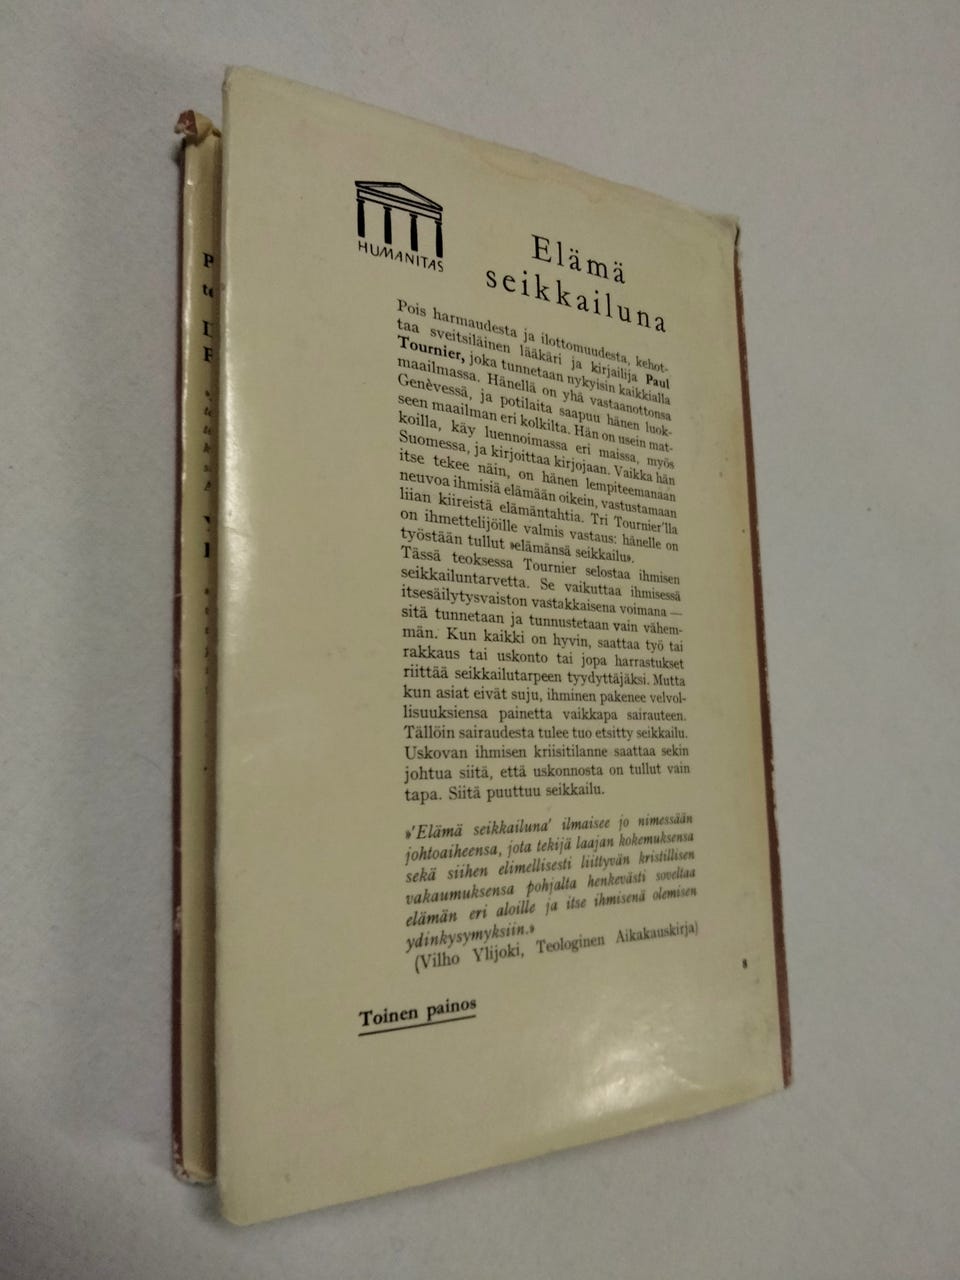 HUMANITAS
Elämä
seikkailuna
Pois harmaudesta ja ilottomuudesta, kehot-
taa sveitsiläinen lääkäri ja kirjailija Paul
Tournier, joka tunnetaan nykyisin kaikkialla
maailmassa. Hänellä on yhä vastaanottonsa
Genèvessä, ja potilaita saapuu hänen luok-
seen maailman eri kolkilta. Hän on usein mat-
koilla, käy luennoimassa eri maissa, myös
Suomessa, ja kirjoittaa kirjojaan. Vaikka hän
itse tekee näin, on hänen lempiteemanaan
neuvoa ihmisiä elämään oikein, vastustamaan
liian kiireistä elämäntahtia. Tri Tournier'lla
on ihmettelijöille valmis vastaus: hänelle on
työstään tullut »elämänsä seikkailu».
Tässä teoksessa Tournier selostaa ihmisen
seikkailuntarvetta. Se vaikuttaa ihmisessä
itsesäilytysvaiston vastakkaisena voimana —
sitä tunnetaan ja tunnustetaan vain vähem-
män. Kun kaikki on hyvin, saattaa työ tai
rakkaus tai uskonto tai jopa harrastukset
riittää seikkailutarpeen tyydyttäjäksi. Mutta
kun asiat eivät suju, ihminen pakenee velvol-
lisuuksiensa painetta vaikkapa sairauteen.
Tällöin sairaudesta tulee tuo etsitty seikkailu.
Uskovan ihmisen kriisitilanne saattaa sekin
johtua siitä, että uskonnosta on tullut vain
tapa. Siitä puuttuu seikkailu.
»'Elämä seikkailuna' ilmaisee jo nimessään
johtoaiheensa, jota tekijä laajan kokemuksensa
sekä siihen elimellisesti liittyvän kristillisen
vakaumuksensa pohjalta henkevästi soveltaa
elämän eri aloille ja itse ihmisenä olemisen
ydinkysymyksiin.»
(Vilho Ylijoki, Teologinen Aikakauskirja)
8
Toinen painos